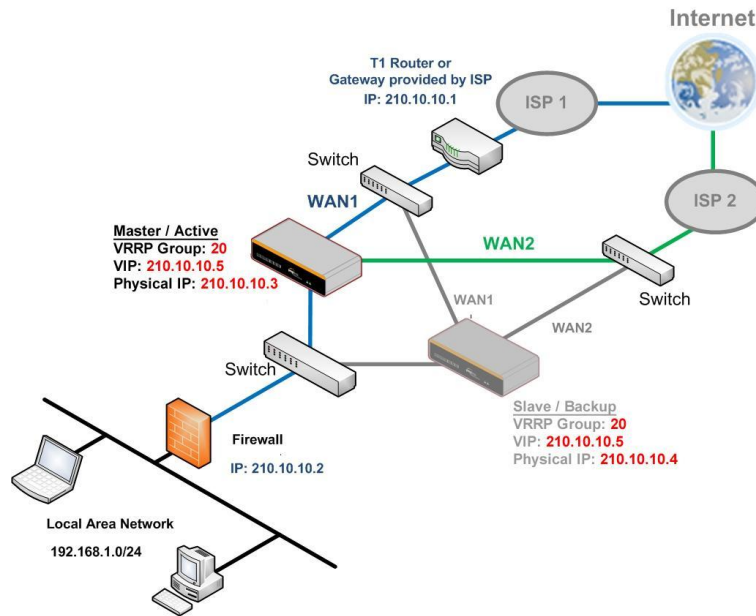 Internet
T1 Router or
Gateway provided by ISP
IP: 210.10.10.1
ISP 1
Switch
WAN1
ISP 2
Master / Active
VRRP Group: 20
VIP: 210.10.10.5
Physical IP: 210.10.10.3
WAN2
Switch
WAN1
WAN2
Switch
Slave / Backup
VRRP Group: 20
VIP: 210.10.10.5
Physical IP: 210.10.10.4
Firewall
IP: 210.10.10.2
Local Area Network
192.168.1.0/24